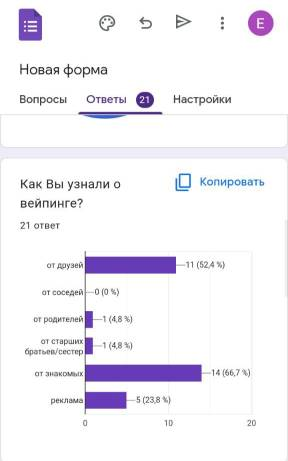 E
Новая форма
Вопросы Ответы 21 Настройки
Как Вы узнали о вейпинге?
Копировать
21 ответ
от друзей 11 (52,4 %)
от соседей 0 (0 %)
от родителей 1 (4,8 %)
от старших
братьев/сестер 1 (4,8 %)
от знакомых 14 (66,7 %)
реклама 5 (23,8 %)
0 10 20